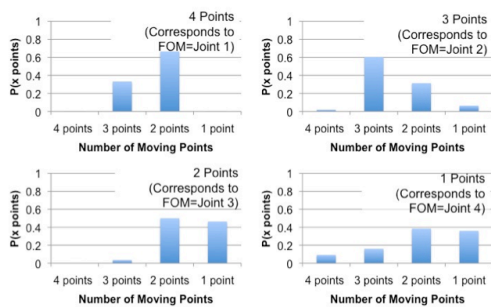 4 Points
(Corresponds to
FOM=Joint 1)
P(x points)
1
0.8
0.6
0.4
0.2
0
4 points 3 points 2 points 1 point
Number of Moving Points
3 Points
(Corresponds to
FOM=Joint 2)
P(x points)
1
0.8
0.6
0.4
0.2
0
4 points 3 points 2 points 1 point
Number of Moving Points
2 Points
(Corresponds to
FOM=Joint 3)
P(x points)
1
0.8
0.6
0.4
0.2
0
4 points 3 points 2 points 1 point
Number of Moving Points
1 Points
(Corresponds to
FOM=Joint 4)
P(x points)
1
0.8
0.6
0.4
0.2
0
4 points 3 points 2 points 1 point
Number of Moving Points